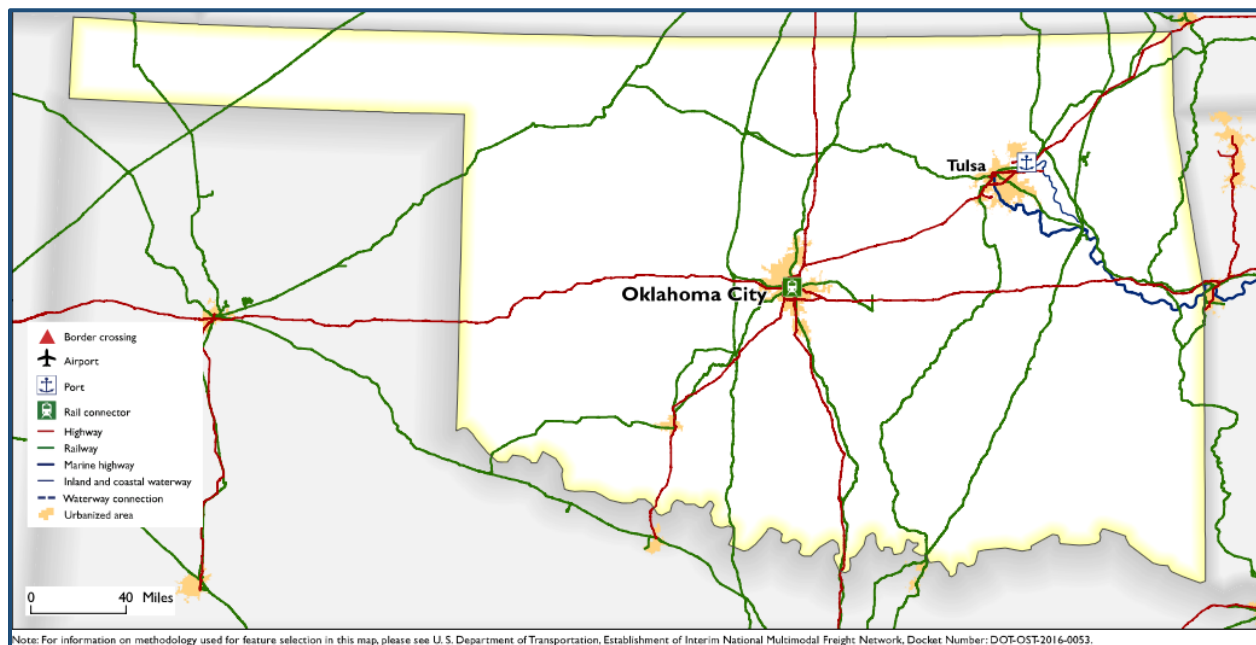 Tulsa
Oklahoma City
Border crossing
Airport
Port
Rail connector
Highway
Railway
Marine highway
Inland and coastal waterway
Waterway connection
Urbanized area
0 40 Miles
Note: For information on methodology used for feature selection in this map, please see U. S. Department of Transportation, Establishment of Interim National Multimodal Freight Network, Docket Number: DOT-OST-2016-0053.